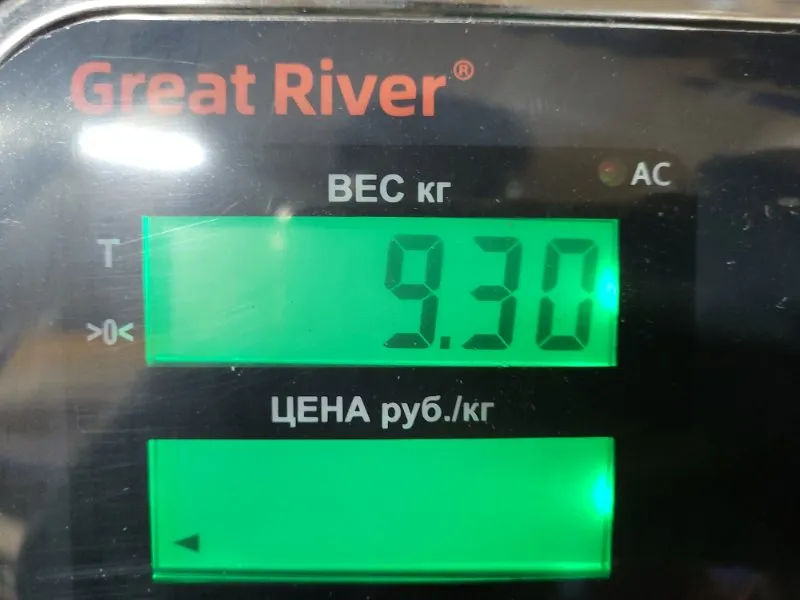 Great River®
ВЕС кг
AC
T
9.30
>0<
ЦЕНА руб./кг